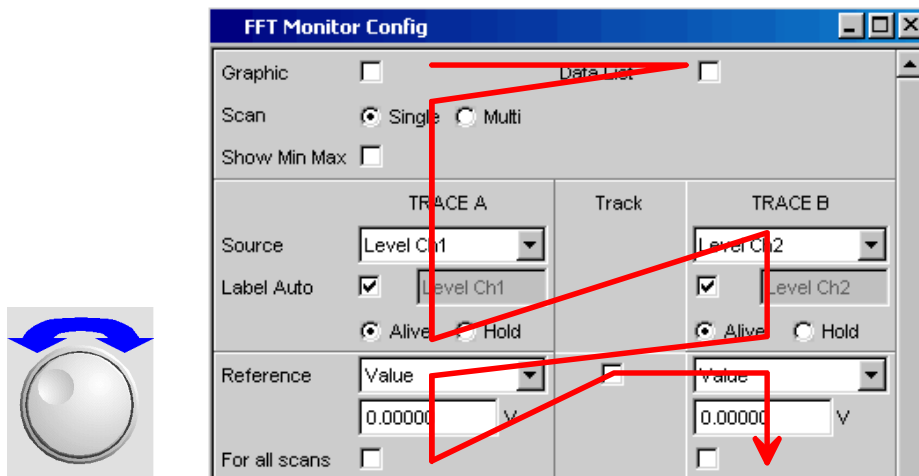 FFT Monitor Config
Graphic Data List
Scan Single Multi
Show Min Max
TRACE A Track TRACE B
Source Level Ch1 Level Ch2
Label Auto Level Ch1 Level Ch2
Alive Hold Alive Hold
Reference Value Value
0.00000 V 0.00000 V
For all scans